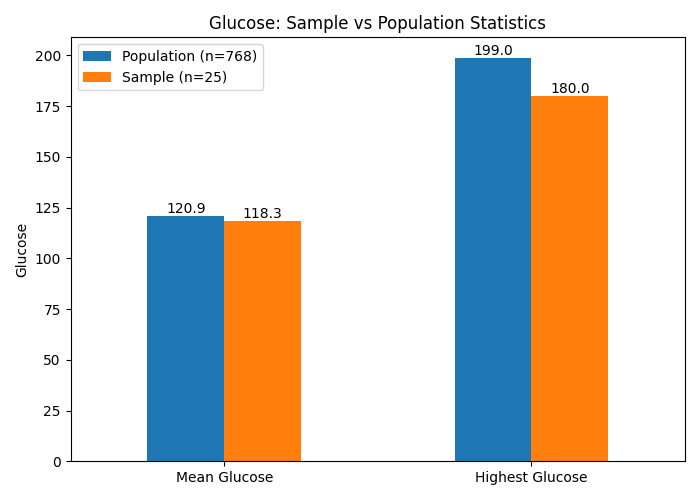 Glucose: Sample vs Population Statistics
Population (n=768)
Sample (n=25)
199.0
180.0
120.9
118.3
Glucose
200
175
150
125
100
75
50
25
0
Mean Glucose
Highest Glucose